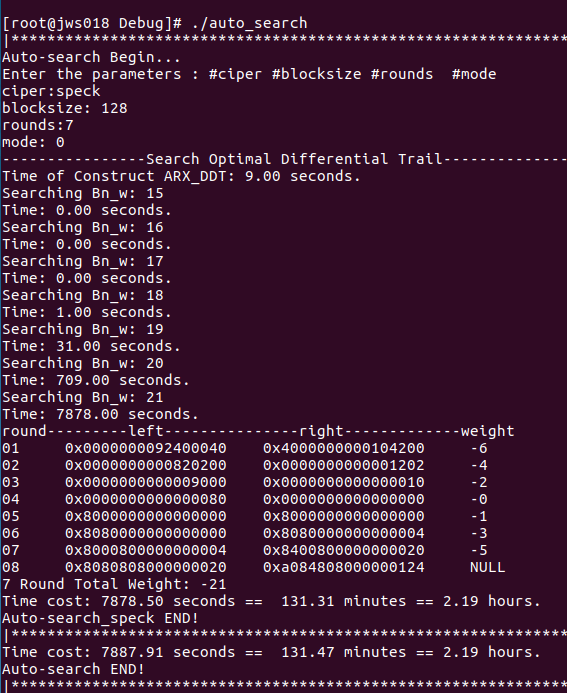 [root@jws018 Debug]# ./auto_search
|**************************************************************
Auto-search Begin...
Enter the parameters : #ciper #blocksize #rounds  #mode
ciper:speck
blocksize: 128
rounds:7
mode: 0
----------------Search Optimal Differential Trail--------------
Time of Construct ARX_DDT: 9.00 seconds.
Searching Bn_w: 15
Time: 0.00 seconds.
Searching Bn_w: 16
Time: 0.00 seconds.
Searching Bn_w: 17
Time: 0.00 seconds.
Searching Bn_w: 18
Time: 1.00 seconds.
Searching Bn_w: 19
Time: 31.00 seconds.
Searching Bn_w: 20
Time: 709.00 seconds.
Searching Bn_w: 21
Time: 7878.00 seconds.
round---------left---------------right-------------weight
01     0x0000000092400040    0x4000000000104200     -6
02     0x0000000000820200    0x0000000000001202     -4
03     0x0000000000009000    0x0000000000000010     -2
04     0x0000000000000080    0x0000000000000000     -0
05     0x8000000000000000    0x8000000000000000     -1
06     0x8080000000000000    0x8080000000000004     -3
07     0x8000800000000004    0x8400800000000020     -5
08     0x8080808000000020    0xa084808000000124     NULL
7 Round Total Weight: -21
Time cost: 7878.50 seconds ==  131.31 minutes == 2.19 hours.
Auto-search_speck END!
|**************************************************************
Time cost: 7887.91 seconds ==  131.47 minutes == 2.19 hours.
Auto-search END!
|**************************************************************